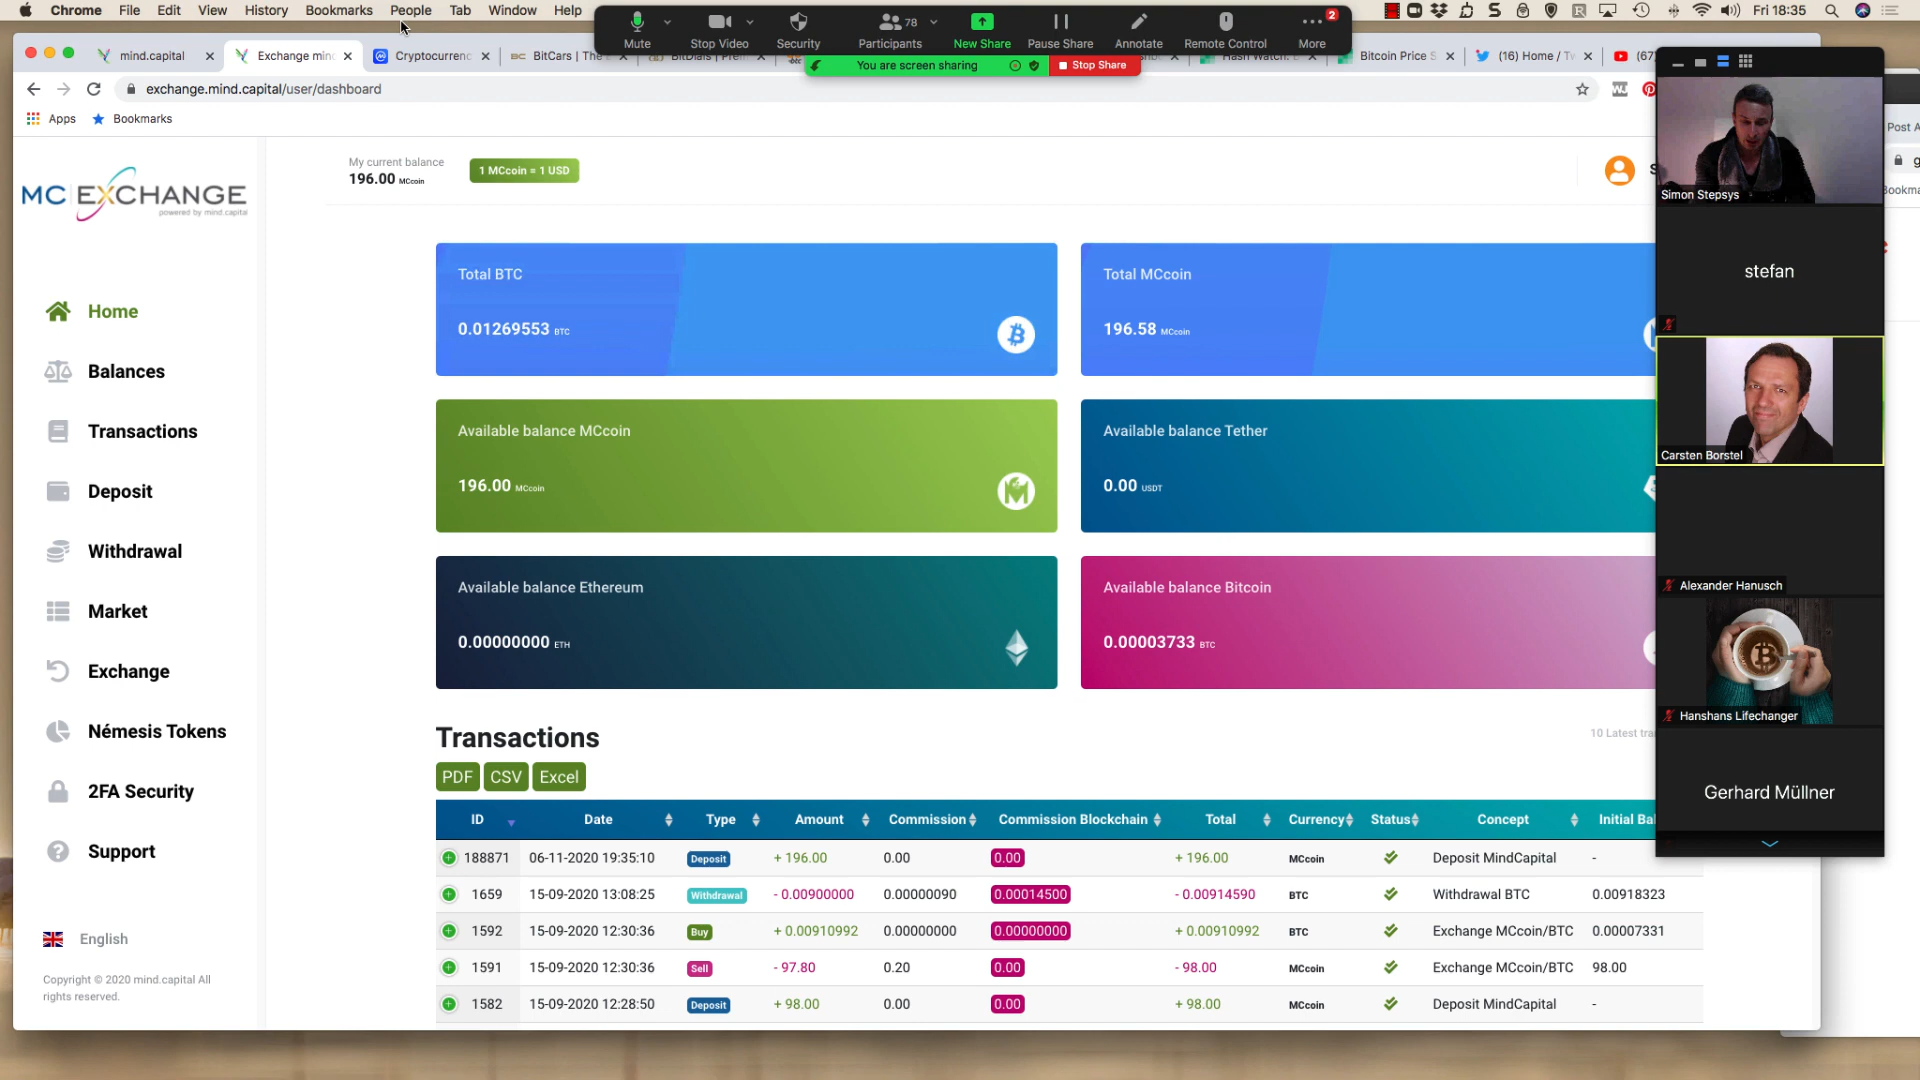 Chrome File Edit View History Bookmarks People Tab Window Help
Fri 18:35
Mute
Stop Video
Security
Participants 78
New Share
Pause Share
Annotate
Remote Control
More 2
You are screen sharing
Stop Share
mind.capital
Exchange min
Cryptocurren
BitCars | The
Bitcoin Price S
(16) Home / Tw
(67
exchange.mind.capital/user/dashboard
Apps
Bookmarks
MC EXCHANGE
powered by mind.capital
My current balance
196.00 MCcoin
1 MCcoin = 1 USD
Home
Balances
Transactions
Deposit
Withdrawal
Market
Exchange
Némesis Tokens
2FA Security
Support
English
Copyright © 2020 mind.capital All
rights reserved.
Total BTC
0.01269553 BTC
Total MCcoin
196.58 MCcoin
Available balance MCcoin
196.00 MCcoin
Available balance Tether
0.00 USDT
Available balance Ethereum
0.00000000 ETH
Available balance Bitcoin
0.00003733 BTC
Transactions
10 Latest tra
PDF CSV Excel
ID Date Type Amount Commission Commission Blockchain Total Currency Status Concept Initial Bal
188871 06-11-2020 19:35:10 Deposit + 196.00 0.00 0.00 + 196.00 MCcoin Deposit MindCapital -
1659 15-09-2020 13:08:25 Withdrawal - 0.00900000 0.00000090 0.00014500 - 0.00914590 BTC Withdrawal BTC 0.00918323
1592 15-09-2020 12:30:36 Buy + 0.00910992 0.00000000 0.00000000 + 0.00910992 BTC Exchange MCcoin/BTC 0.00007331
1591 15-09-2020 12:30:36 Sell - 97.80 0.20 0.00 - 98.00 MCcoin Exchange MCcoin/BTC 98.00
1582 15-09-2020 12:28:50 Deposit + 98.00 0.00 0.00 + 98.00 MCcoin Deposit MindCapital -
Simon Stepsys
stefan
Carsten Borstel
Alexander Hanusch
Hanshans Lifechanger
Gerhard Müllner
Post A